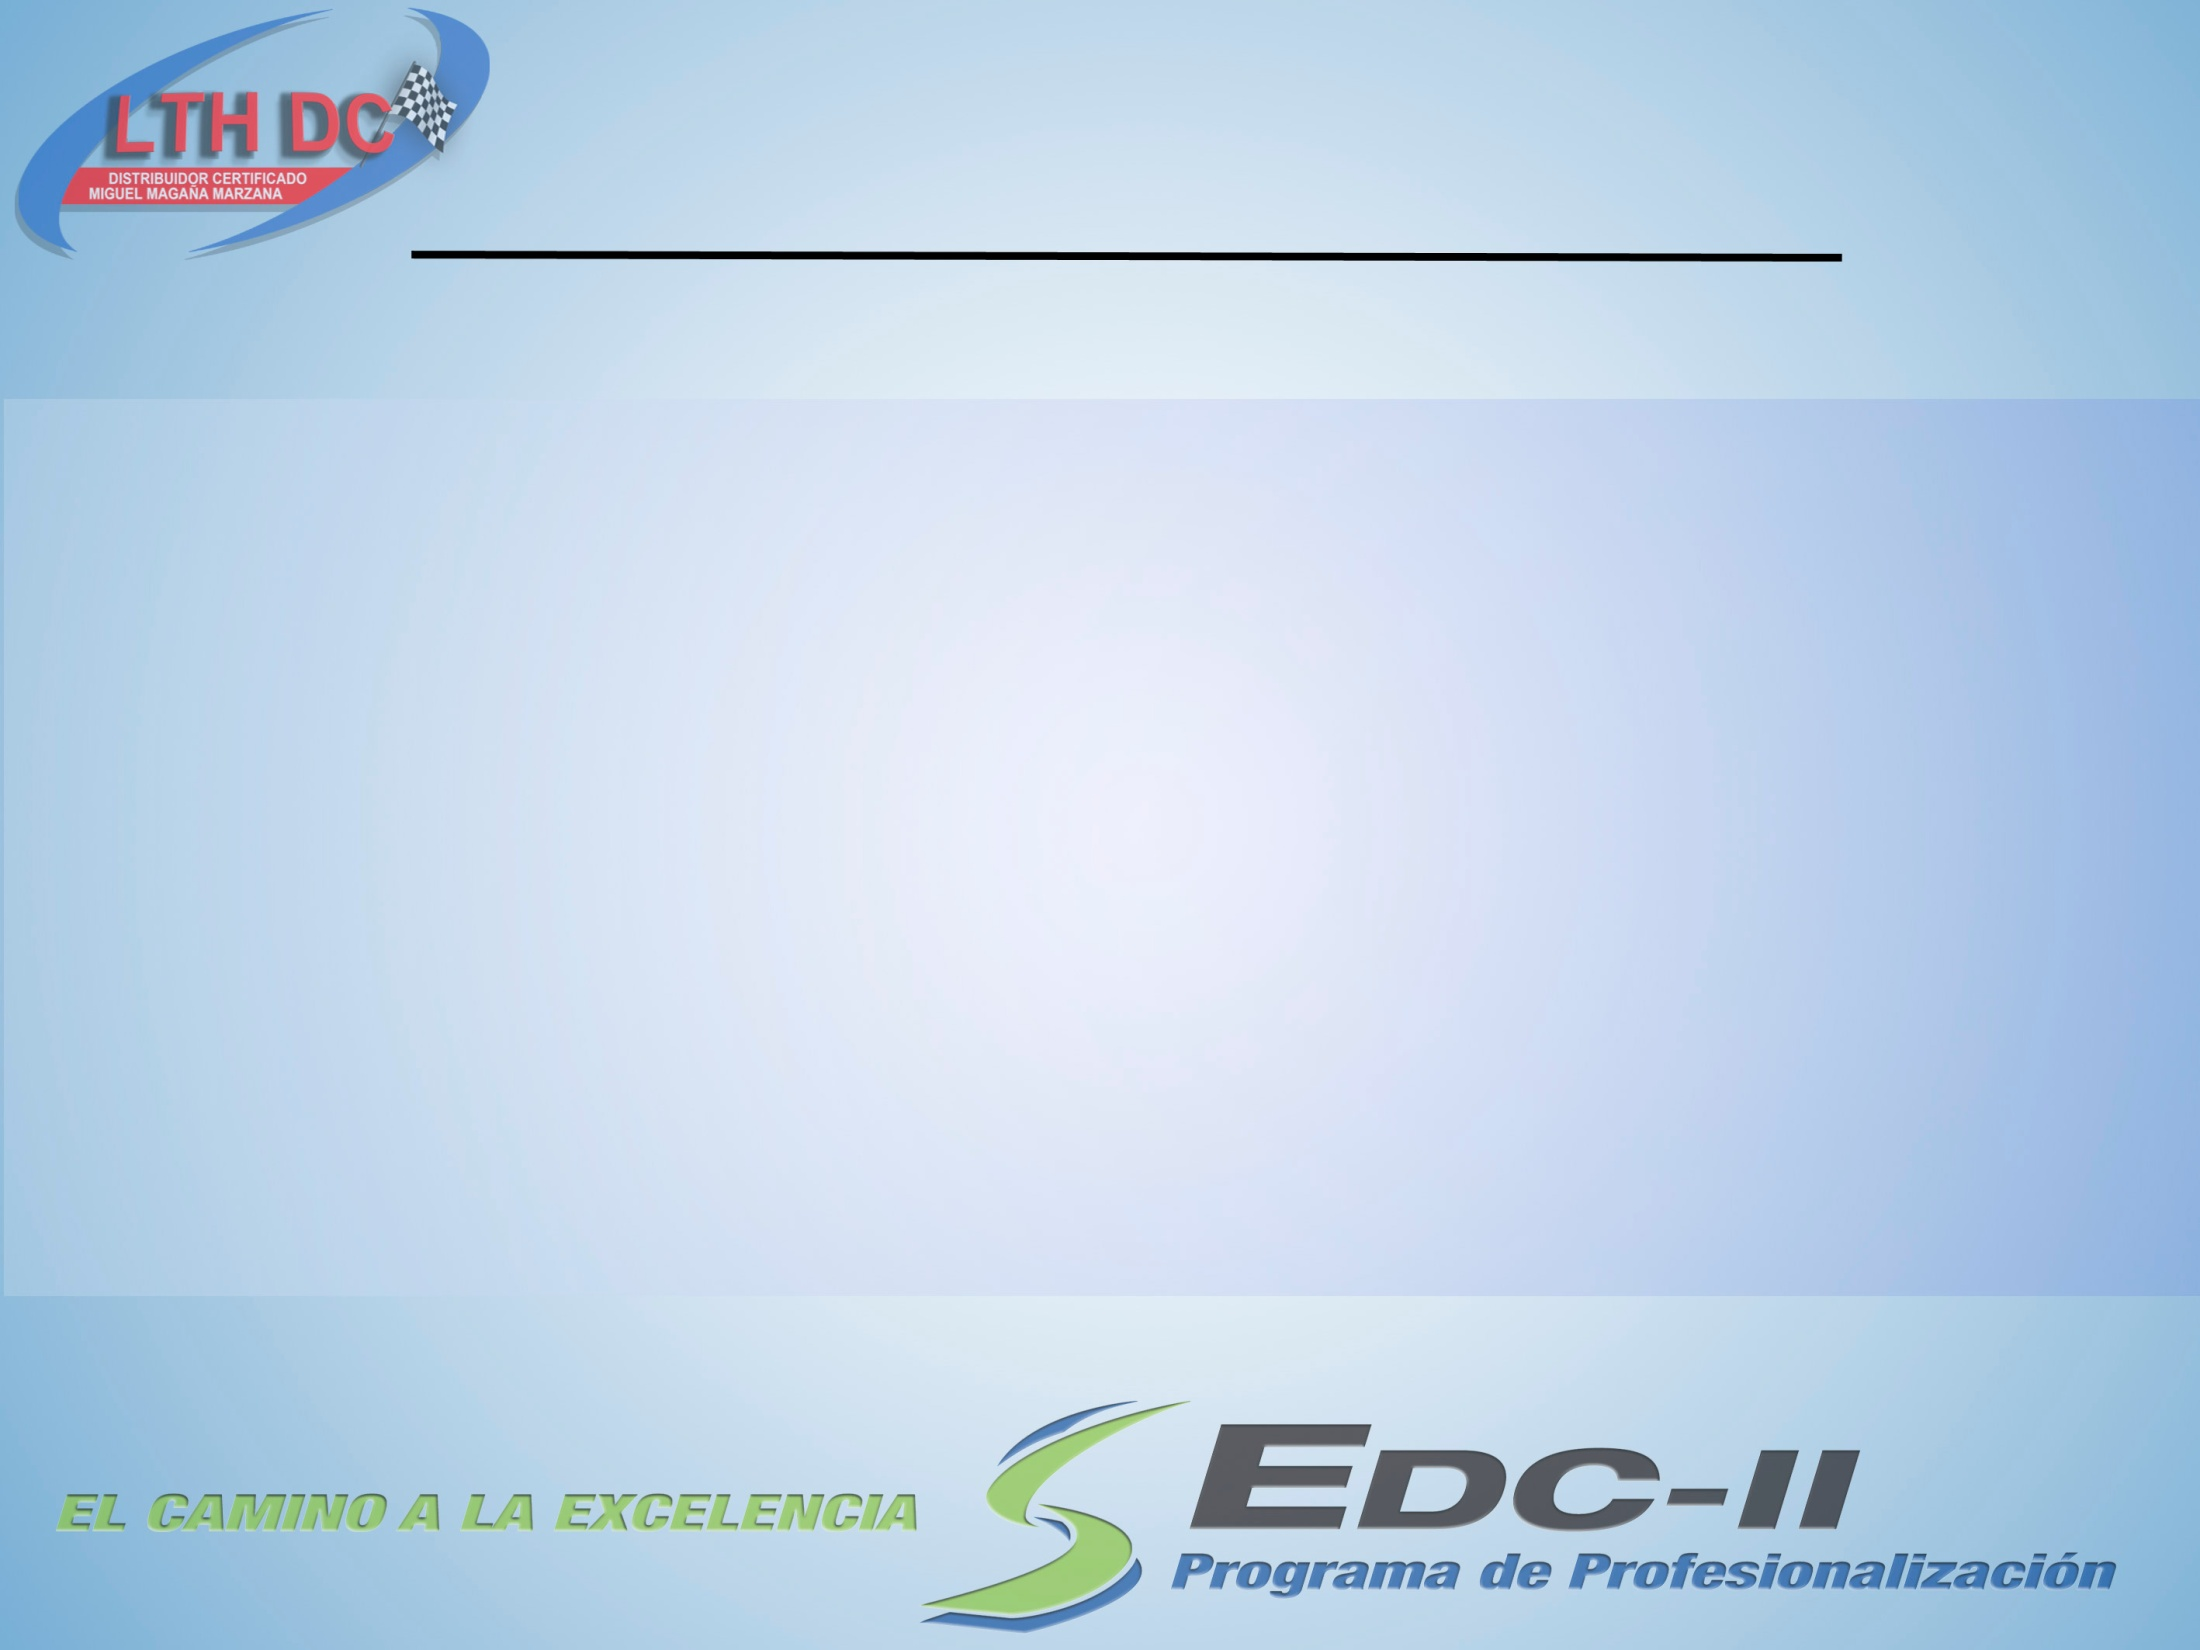 LTH DC
DISTRIBUIDOR CERTIFICADO
MIGUEL MAGAÑA MARZANA
EL CAMINO A LA EXCELENCIA
EDC-II
Programa de Profesionalización